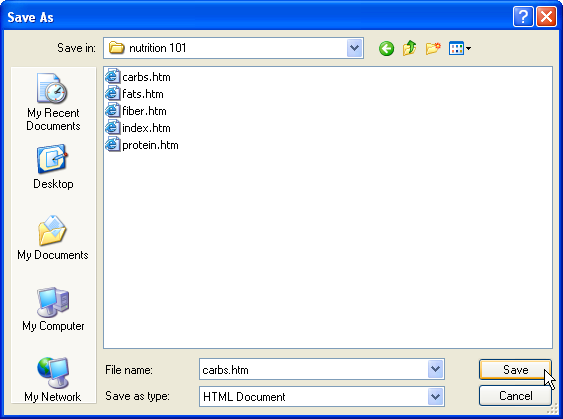 Save As
Save in: nutrition 101
My Recent
Documents
Desktop
My Documents
My Computer
My Network
carbs.htm
fats.htm
fiber.htm
index.htm
protein.htm
File name: carbs.htm Save
Save as type: HTML Document Cancel